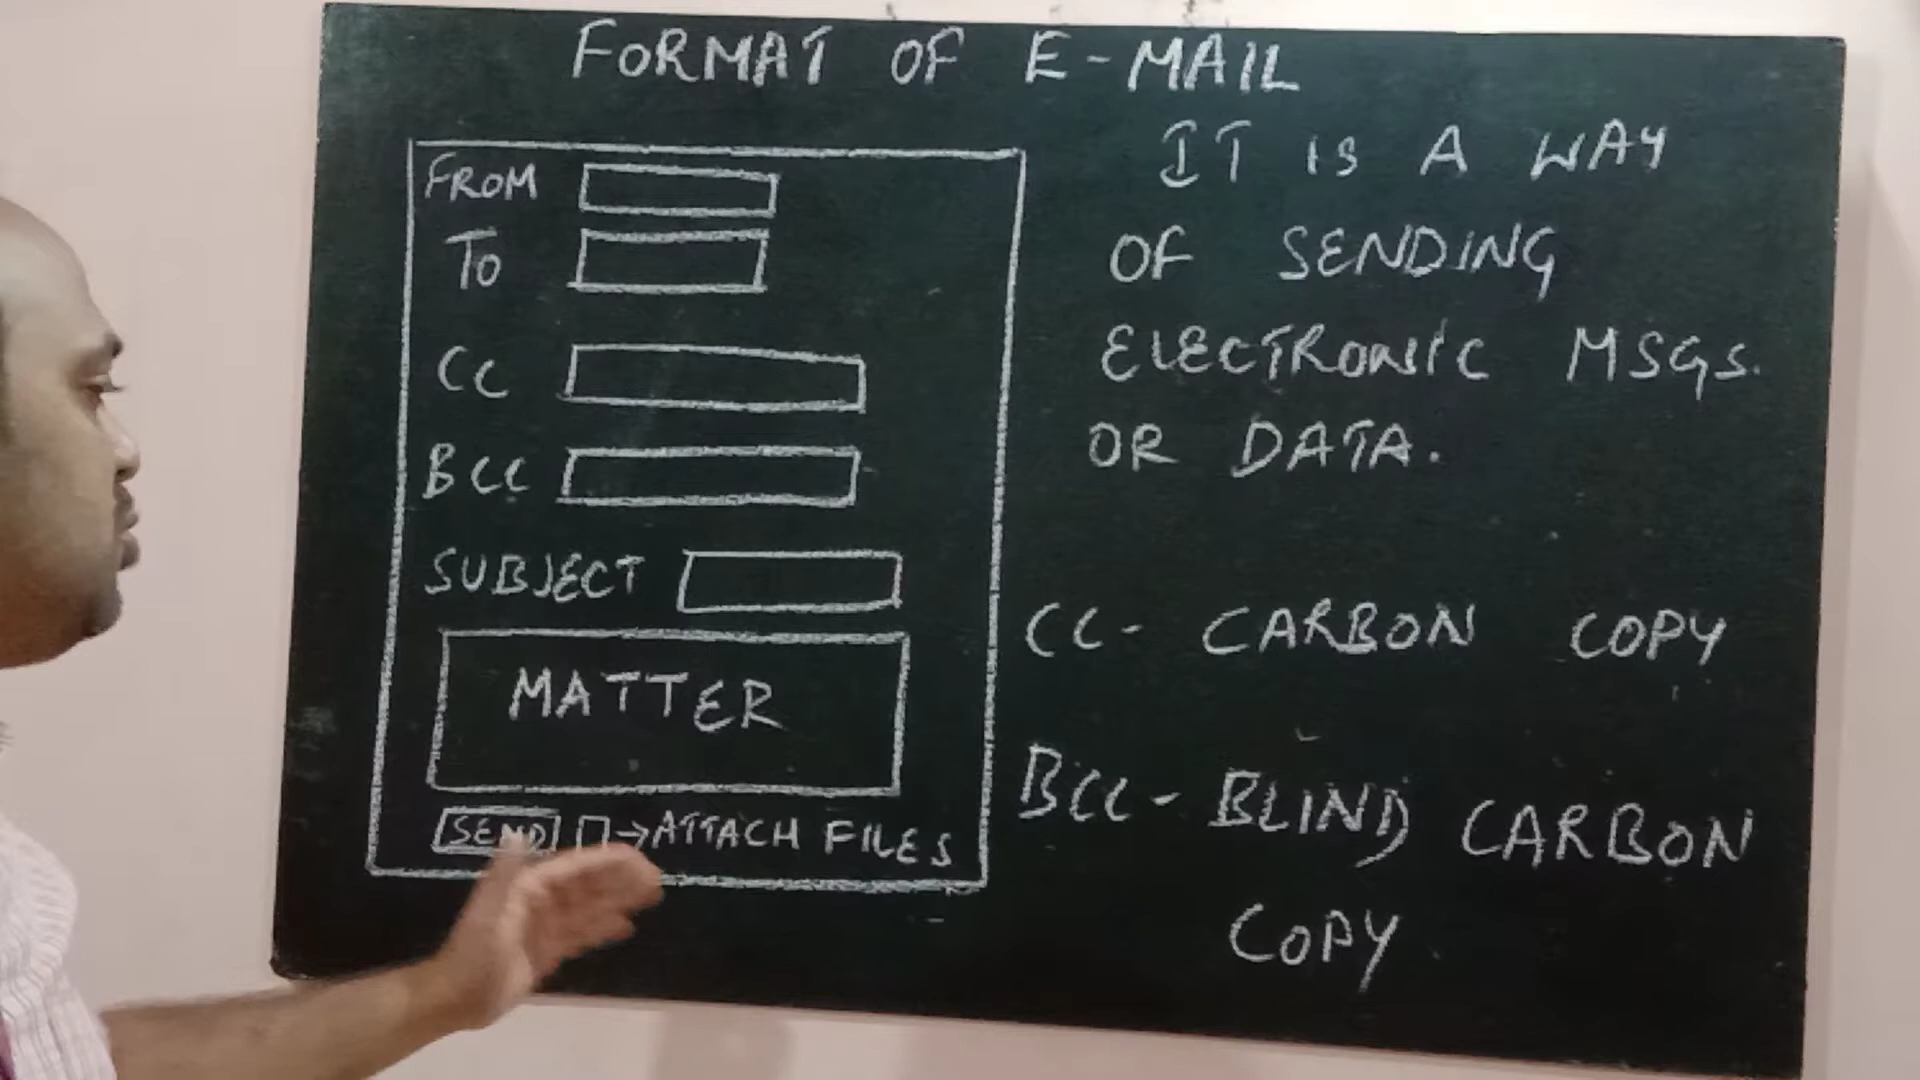 FORMAT OF E-MAIL
FROM
TO
CC
BCC
SUBJECT
MATTER
SEND → ATTACH FILES
IT IS A WAY
OF SENDING
ELECTRONIC MSGS.
OR DATA.
CC- CARBON COPY
BCC- BLIND CARBON
COPY